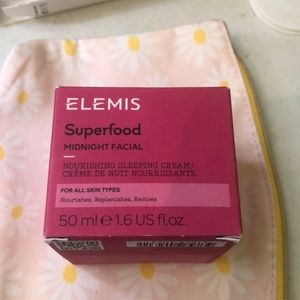 ELEMIS
Superfood
MIDNIGHT FACIAL
NOURISHING SLEEPING CREAM/
CRÈME DE NUIT NOURRISSANTE
FOR ALL SKIN TYPES
Nourishes, Replenishes, Restores
50 ml ℮ 1.6 US fl.oz.